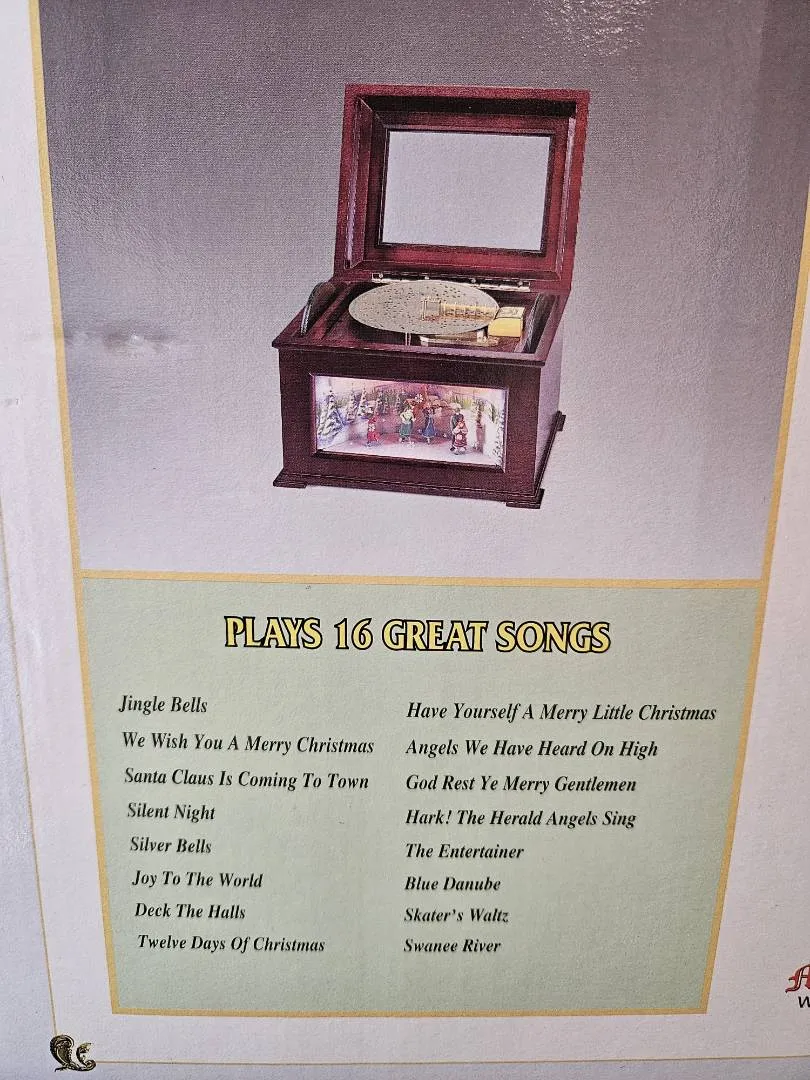 PLAYS 16 GREAT SONGS
Jingle Bells
We Wish You A Merry Christmas
Santa Claus Is Coming To Town
Silent Night
Silver Bells
Joy To The World
Deck The Halls
Twelve Days Of Christmas
Have Yourself A Merry Little Christmas
Angels We Have Heard On High
God Rest Ye Merry Gentlemen
Hark! The Herald Angels Sing
The Entertainer
Blue Danube
Skater's Waltz
Swanee River